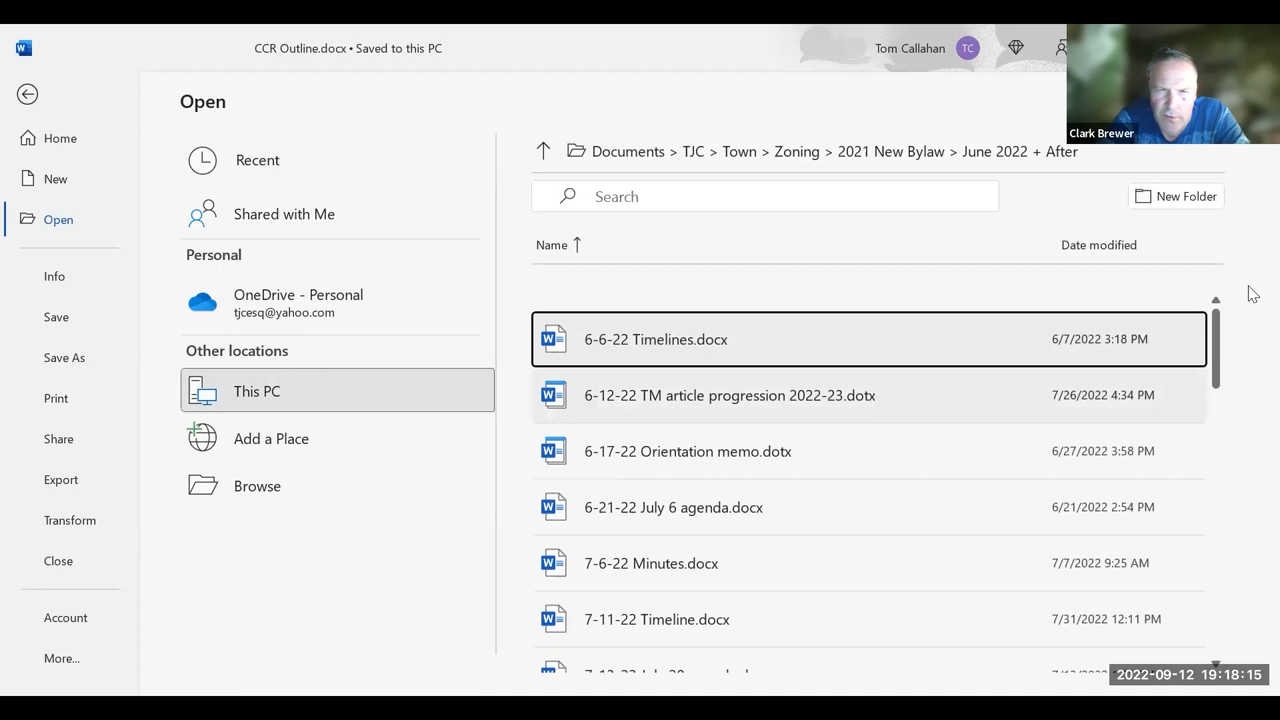 CCR Outline.docx • Saved to this PC
Tom Callahan
TC
Clark Brewer
Home
New
Open
Info
Save
Save As
Print
Share
Export
Transform
Close
Account
More...
Open
Recent
Shared with Me
Personal
OneDrive - Personal
tjcesq@yahoo.com
Other locations
This PC
Add a Place
Browse
Documents > TJC > Town > Zoning > 2021 New Bylaw > June 2022 + After
Search
New Folder
Name
Date modified
6-6-22 Timelines.docx 6/7/2022 3:18 PM
6-12-22 TM article progression 2022-23.dotx 7/26/2022 4:34 PM
6-17-22 Orientation memo.dotx 6/27/2022 3:58 PM
6-21-22 July 6 agenda.docx 6/21/2022 2:54 PM
7-6-22 Minutes.docx 7/7/2022 9:25 AM
7-11-22 Timeline.docx 7/31/2022 12:11 PM
2022-09-12 19:18:15